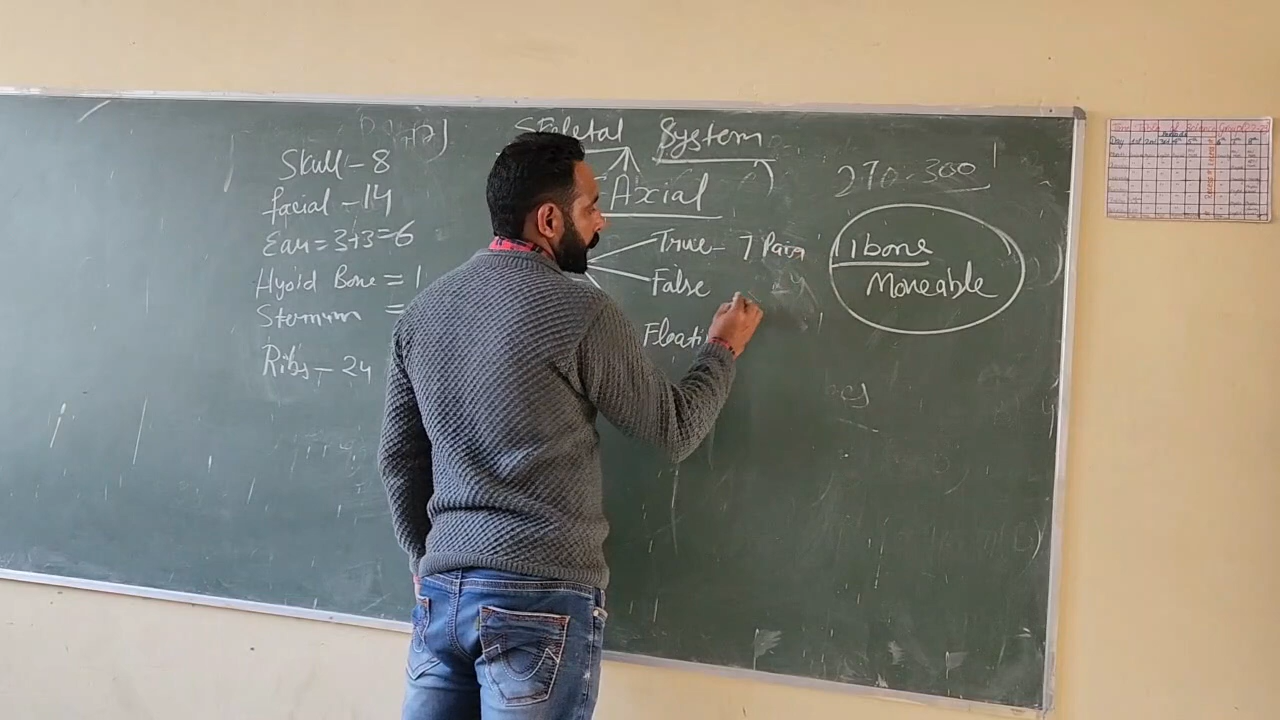 Skeletal System
Axial
Skull - 8
facial - 14
Ear = 3+3 = 6
Hyoid Bone = 1
Sternum =
Ribs - 24
True - 7 Pair
False
Floati
270-300
1 bone
Moveable